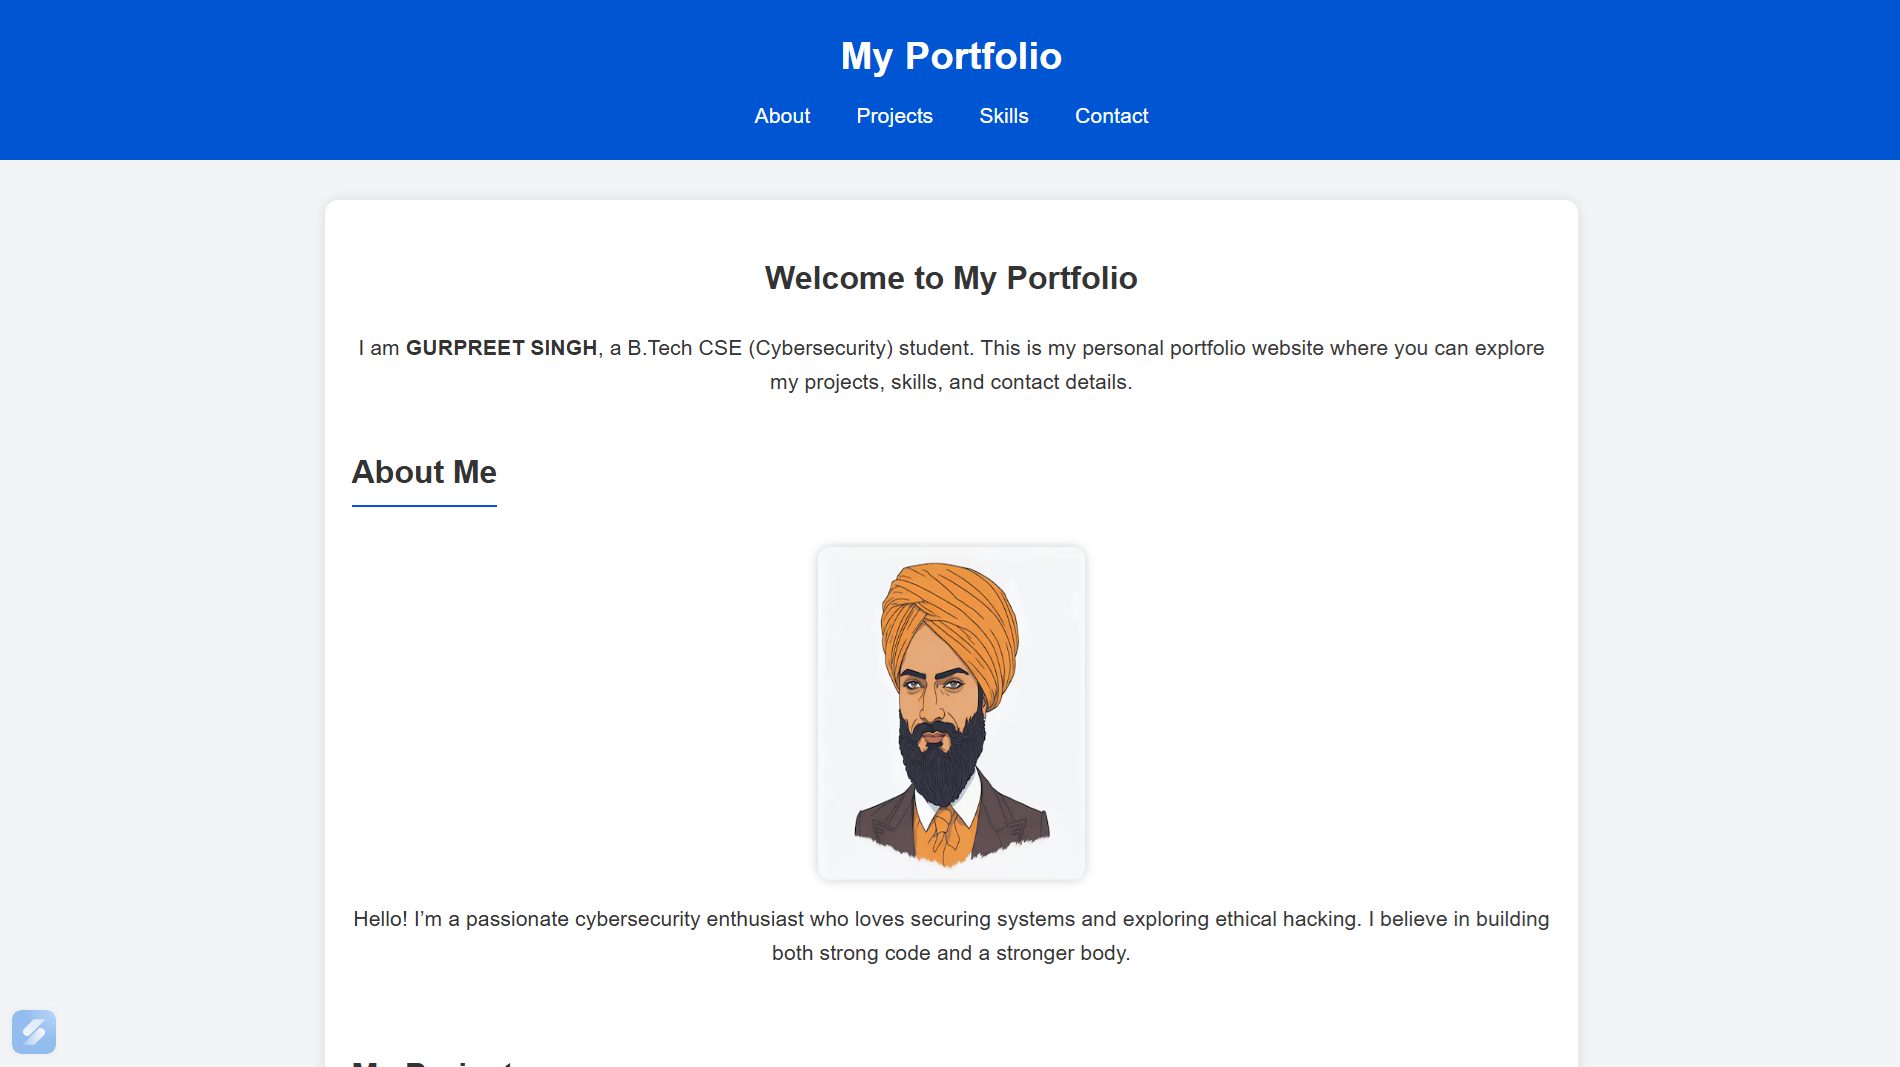 My Portfolio
About Projects Skills Contact
Welcome to My Portfolio
I am GURPREET SINGH, a B.Tech CSE (Cybersecurity) student. This is my personal portfolio website where you can explore
my projects, skills, and contact details.
About Me
Hello! I’m a passionate cybersecurity enthusiast who loves securing systems and exploring ethical hacking. I believe in building
both strong code and a stronger body.